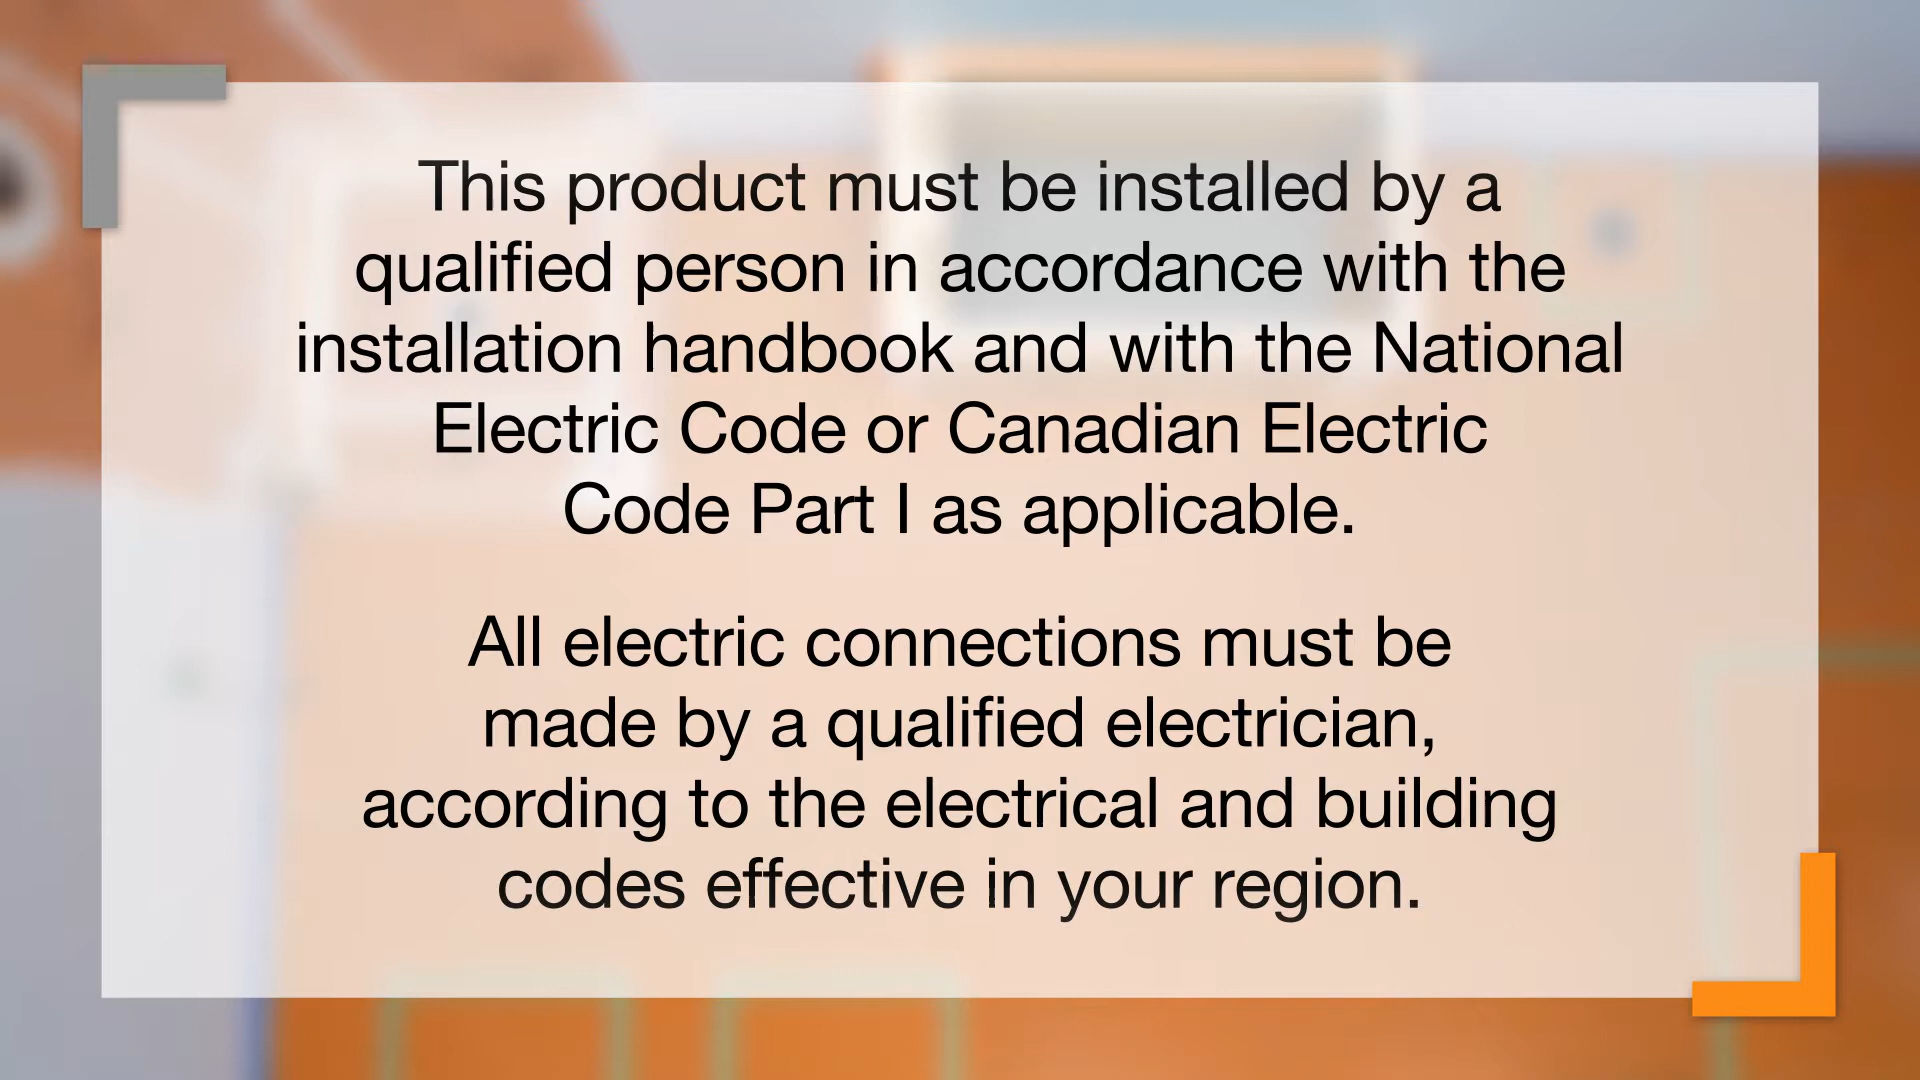 This product must be installed by a
qualified person in accordance with the
installation handbook and with the National
Electric Code or Canadian Electric
Code Part I as applicable.
All electric connections must be
made by a qualified electrician,
according to the electrical and building
codes effective in your region.